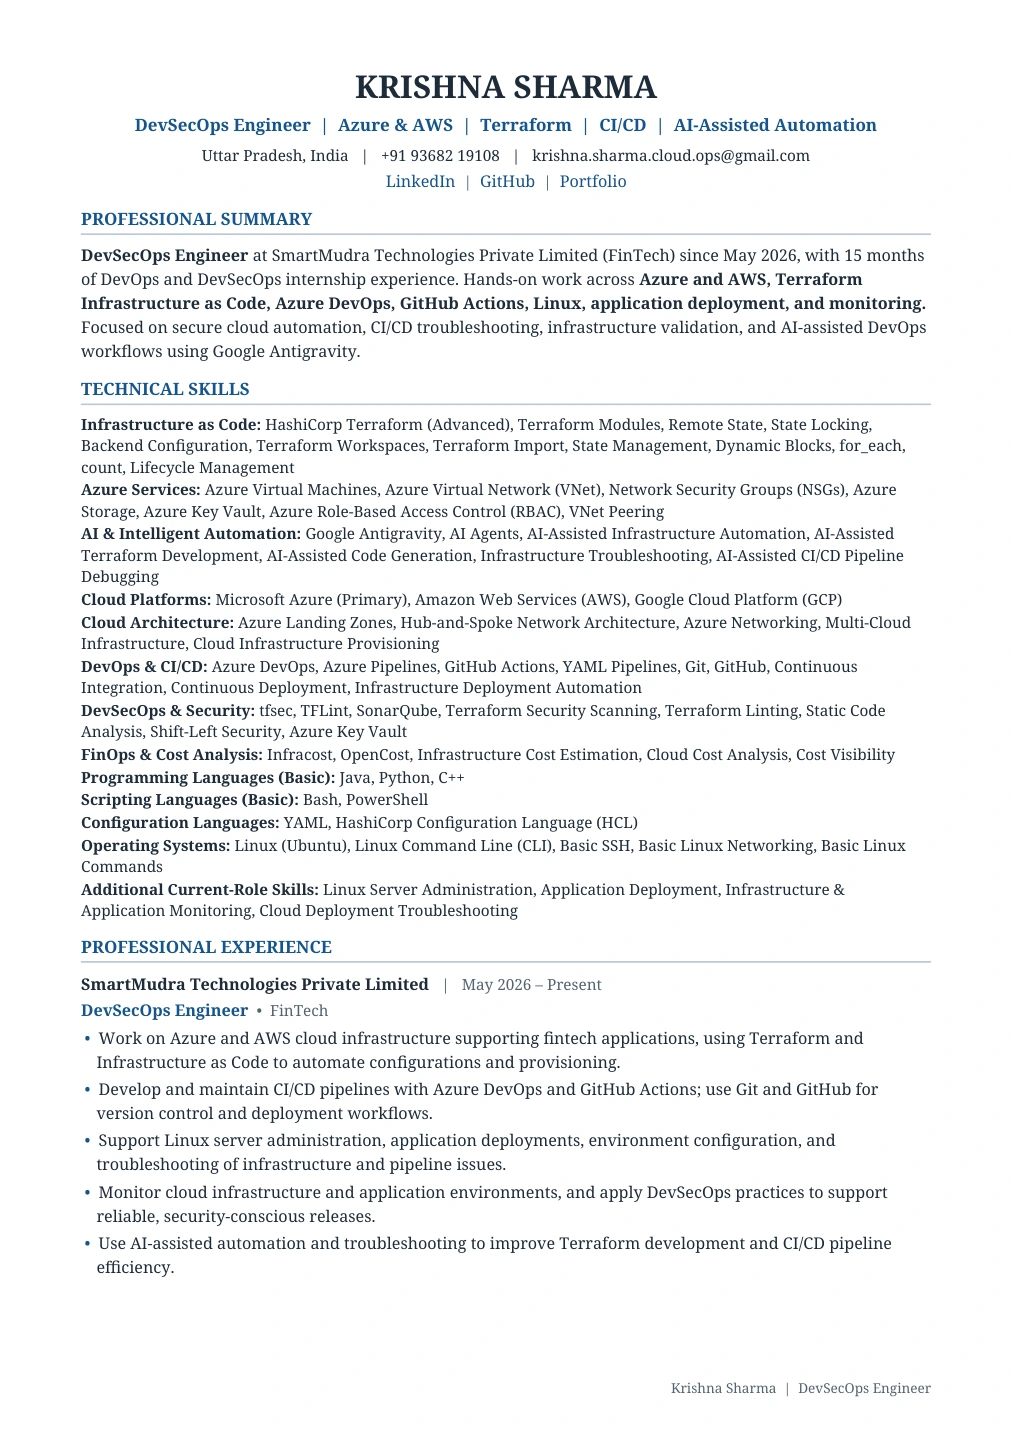 KRISHNA SHARMA
DevSecOps Engineer | Azure & AWS | Terraform | CI/CD | AI-Assisted Automation
Uttar Pradesh, India | +91 93682 19108 | krishna.sharma.cloud.ops@gmail.com
LinkedIn | GitHub | Portfolio
PROFESSIONAL SUMMARY
DevSecOps Engineer at SmartMudra Technologies Private Limited (FinTech) since May 2026, with 15 months
of DevOps and DevSecOps internship experience. Hands-on work across Azure and AWS, Terraform
Infrastructure as Code, Azure DevOps, GitHub Actions, Linux, application deployment, and monitoring.
Focused on secure cloud automation, CI/CD troubleshooting, infrastructure validation, and AI-assisted DevOps
workflows using Google Antigravity.
TECHNICAL SKILLS
Infrastructure as Code: HashiCorp Terraform (Advanced), Terraform Modules, Remote State, State Locking,
Backend Configuration, Terraform Workspaces, Terraform Import, State Management, Dynamic Blocks, for_each,
count, Lifecycle Management
Azure Services: Azure Virtual Machines, Azure Virtual Network (VNet), Network Security Groups (NSGs), Azure
Storage, Azure Key Vault, Azure Role-Based Access Control (RBAC), VNet Peering
AI & Intelligent Automation: Google Antigravity, AI Agents, AI-Assisted Infrastructure Automation, AI-Assisted
Terraform Development, AI-Assisted Code Generation, Infrastructure Troubleshooting, AI-Assisted CI/CD Pipeline
Debugging
Cloud Platforms: Microsoft Azure (Primary), Amazon Web Services (AWS), Google Cloud Platform (GCP)
Cloud Architecture: Azure Landing Zones, Hub-and-Spoke Network Architecture, Azure Networking, Multi-Cloud
Infrastructure, Cloud Infrastructure Provisioning
DevOps & CI/CD: Azure DevOps, Azure Pipelines, GitHub Actions, YAML Pipelines, Git, GitHub, Continuous
Integration, Continuous Deployment, Infrastructure Deployment Automation
DevSecOps & Security: tfsec, TFLint, SonarQube, Terraform Security Scanning, Terraform Linting, Static Code
Analysis, Shift-Left Security, Azure Key Vault
FinOps & Cost Analysis: Infracost, OpenCost, Infrastructure Cost Estimation, Cloud Cost Analysis, Cost Visibility
Programming Languages (Basic): Java, Python, C++
Scripting Languages (Basic): Bash, PowerShell
Configuration Languages: YAML, HashiCorp Configuration Language (HCL)
Operating Systems: Linux (Ubuntu), Linux Command Line (CLI), Basic SSH, Basic Linux Networking, Basic Linux
Commands
Additional Current-Role Skills: Linux Server Administration, Application Deployment, Infrastructure &
Application Monitoring, Cloud Deployment Troubleshooting
PROFESSIONAL EXPERIENCE
SmartMudra Technologies Private Limited | May 2026 – Present
DevSecOps Engineer • FinTech
• Work on Azure and AWS cloud infrastructure supporting fintech applications, using Terraform and
Infrastructure as Code to automate configurations and provisioning.
• Develop and maintain CI/CD pipelines with Azure DevOps and GitHub Actions; use Git and GitHub for
version control and deployment workflows.
• Support Linux server administration, application deployments, environment configuration, and
troubleshooting of infrastructure and pipeline issues.
• Monitor cloud infrastructure and application environments, and apply DevSecOps practices to support
reliable, security-conscious releases.
• Use AI-assisted automation and troubleshooting to improve Terraform development and CI/CD pipeline
efficiency.
Krishna Sharma | DevSecOps Engineer